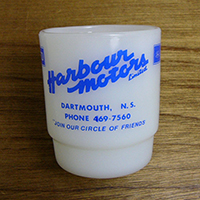 Harbour
motors
Limited
DARTMOUTH, N.S.
PHONE 469-7560
"JOIN OUR CIRCLE OF FRIENDS"